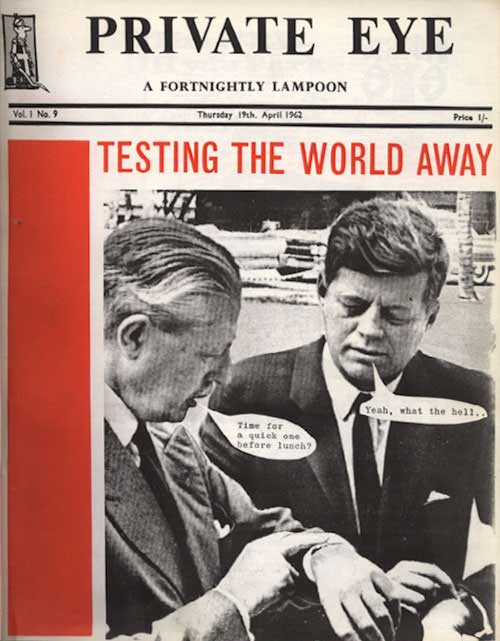 PRIVATE EYE
A FORTNIGHTLY LAMPOON
Vol. 1 No. 9 Thursday 19th. April 1962 Price 1/-
TESTING THE WORLD AWAY
Time for
a quick one
before lunch?
Yeah, what the hell..